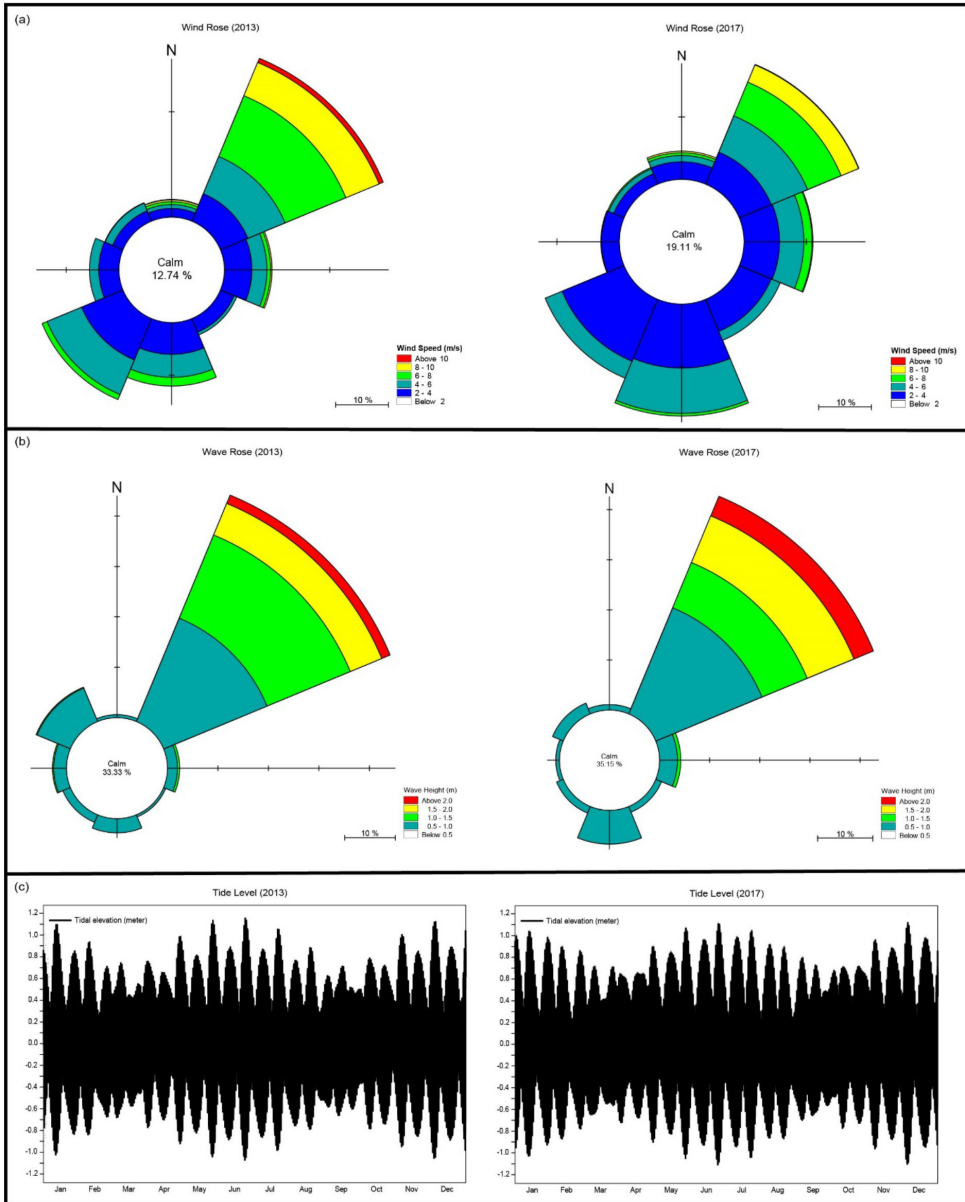 (a)
Wind Rose (2013)
N
Calm
12.74 %
Wind Speed (m/s)
Above 10
8 - 10
6 - 8
4 - 6
2 - 4
Below 2
10 %
Wind Rose (2017)
N
Calm
19.11 %
Wind Speed (m/s)
Above 10
8 - 10
6 - 8
4 - 6
2 - 4
Below 2
10 %
(b)
Wave Rose (2013)
N
Calm
33.33 %
Wave Height (m)
Above 2.0
1.5 - 2.0
1.0 - 1.5
0.5 - 1.0
Below 0.5
10 %
Wave Rose (2017)
N
Calm
35.15 %
Wave Height (m)
Above 2.0
1.5 - 2.0
1.0 - 1.5
0.5 - 1.0
Below 0.5
10 %
(c)
Tide Level (2013)
Tidal elevation (meter)
1.2
1.0
0.8
0.6
0.4
0.2
0.0
-0.2
-0.4
-0.6
-0.8
-1.0
-1.2
Jan Feb Mar Apr May Jun Jul Aug Sep Oct Nov Dec
Tide Level (2017)
Tidal elevation (meter)
1.2
1.0
0.8
0.6
0.4
0.2
0.0
-0.2
-0.4
-0.6
-0.8
-1.0
-1.2
Jan Feb Mar Apr May Jun Jul Aug Sep Oct Nov Dec